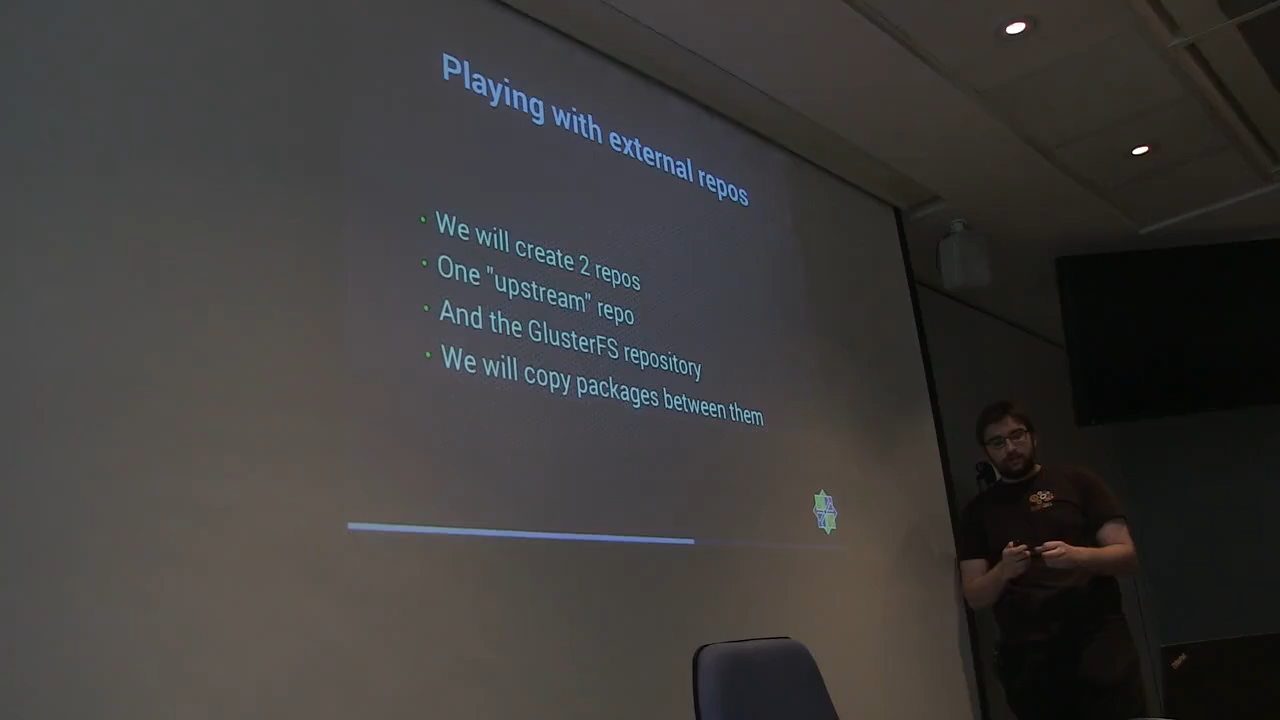 Playing with external repos
We will create 2 repos
One "upstream" repo
And the GlusterFS repository
We will copy packages between them